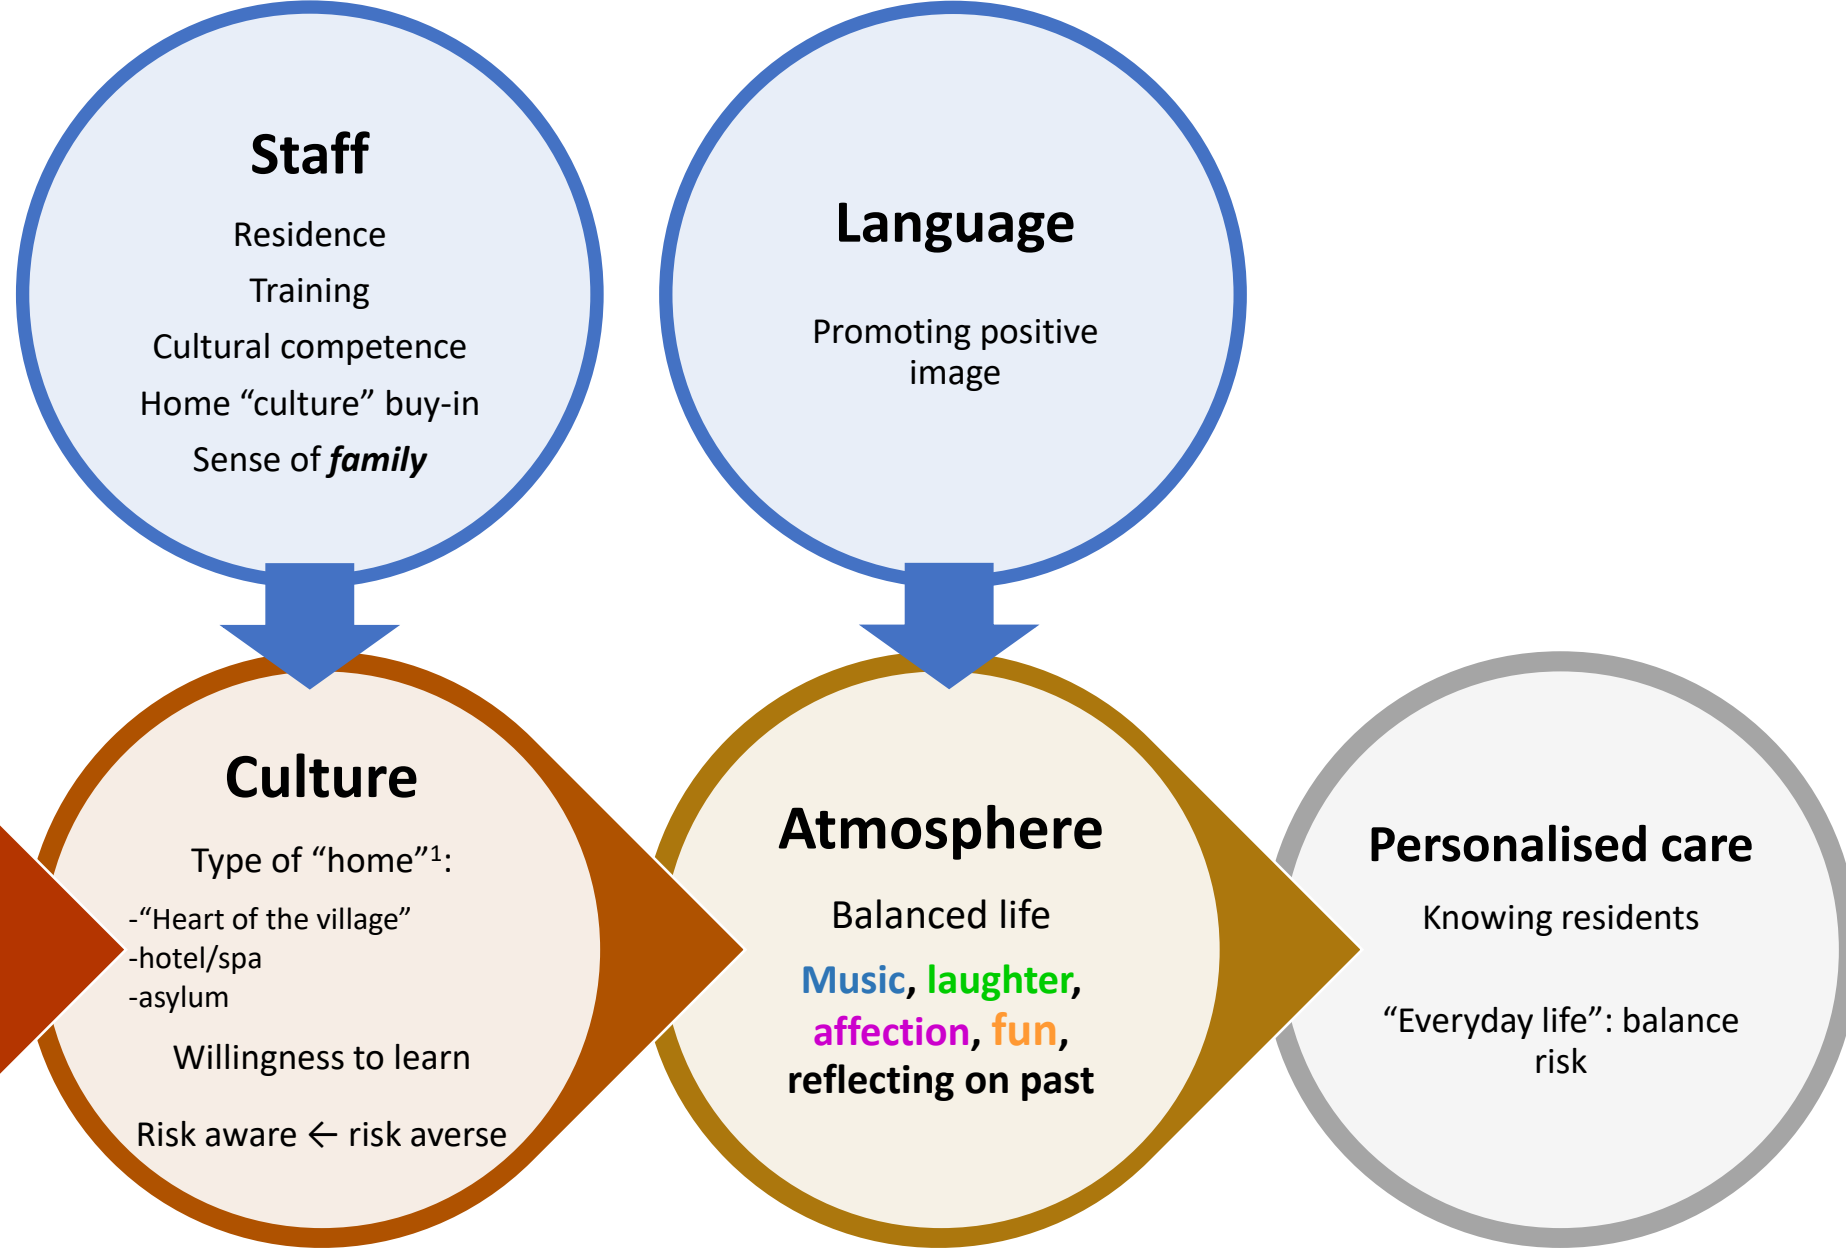 Staff
Residence
Training
Cultural competence
Home “culture” buy-in
Sense of family
Language
Promoting positive
image
Culture
Type of “home”¹:
-“Heart of the village”
-hotel/spa
-asylum
Willingness to learn
Risk aware ← risk averse
Atmosphere
Balanced life
Music, laughter,
affection, fun,
reflecting on past
Personalised care
Knowing residents
“Everyday life”: balance
risk